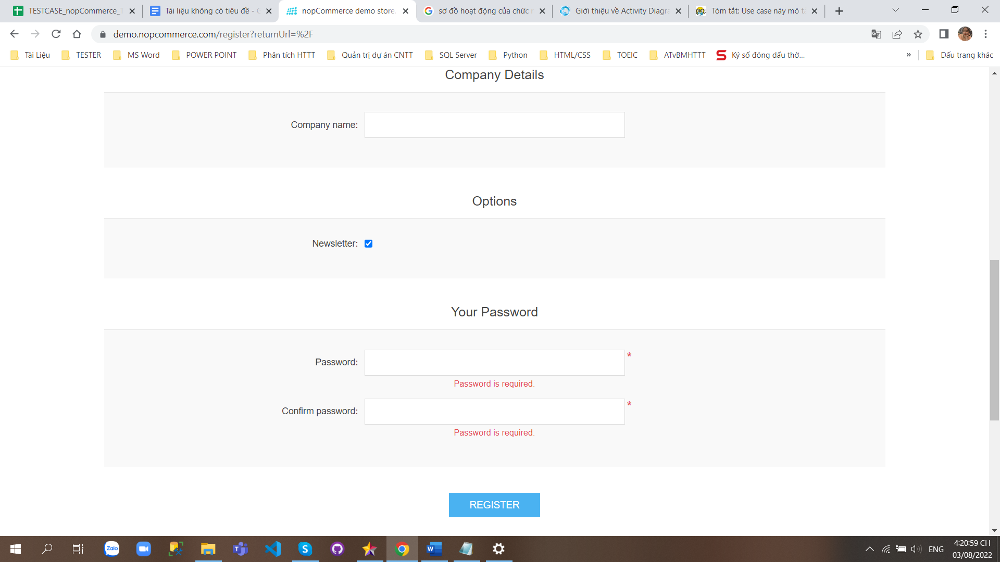 TESTCASE_nopCommerce_T
Tài liệu không có tiêu đề - G
nopCommerce demo store.
sơ đồ hoạt động của chức n
Giới thiệu về Activity Diagra
Tóm tắt: Use case này mô tả
demo.nopcommerce.com/register?returnUrl=%2F
Tài Liệu
TESTER
MS Word
POWER POINT
Phân tích HTTT
Quản trị dự án CNTT
SQL Server
Python
HTML/CSS
TOEIC
ATvBMHTTT
Ký số đóng dấu thờ...
»
Dấu trang khác
Company Details
Company name:
Options
Newsletter:
Your Password
Password:
*
Password is required.
Confirm password:
*
Password is required.
REGISTER
Zalo
ENG
4:20:59 CH
03/08/2022